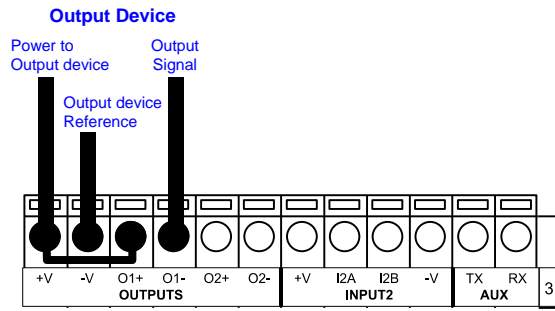 Output Device
Power to
Output device
Output
Signal
Output device
Reference
+V -V O1+ O1- O2+ O2- +V I2A I2B -V TX RX
OUTPUTS INPUT2 AUX
3